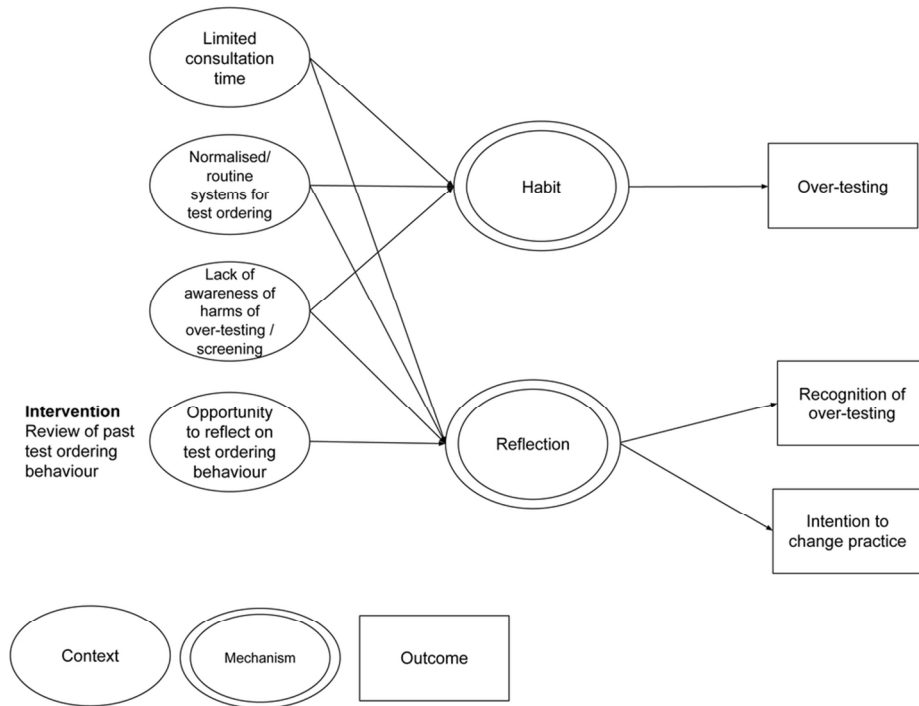 Limited
consultation
time
Normalised/
routine
systems for
test ordering
Habit
Over-testing
Lack of
awareness of
harms of
over-testing /
screening
Intervention
Review of past
test ordering
behaviour
Opportunity
to reflect on
test ordering
behaviour
Reflection
Recognition of
over-testing
Intention to
change practice
Context
Mechanism
Outcome